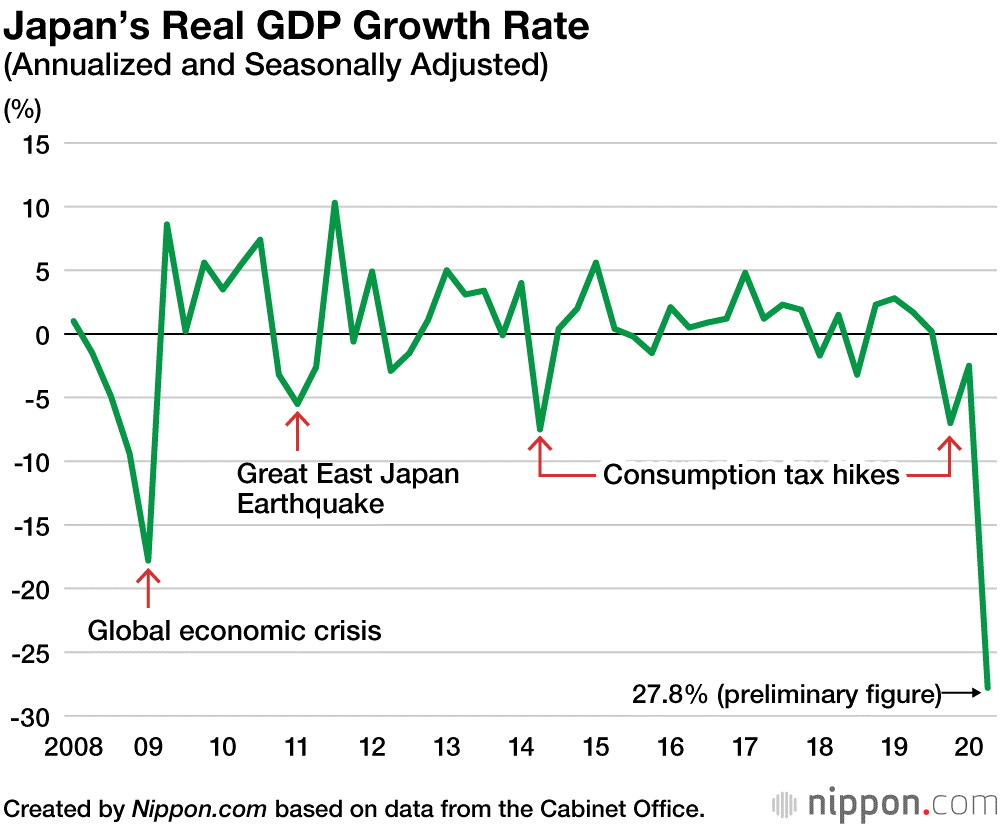 Japan's Real GDP Growth Rate
(Annualized and Seasonally Adjusted)
(%)
15
10
5
0
-5
-10
-15
-20
-25
-30
Great East Japan
Earthquake
Consumption tax hikes
Global economic crisis
27.8% (preliminary figure)
2008 09 10 11 12 13 14 15 16 17 18 19 20
Created by Nippon.com based on data from the Cabinet Office.
nippon.com